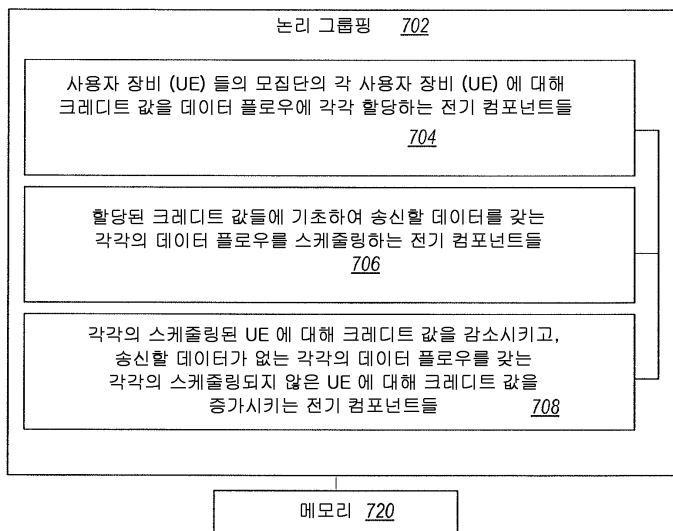 논리 그룹핑 702
사용자 장비 (UE) 들의 모집단의 각 사용자 장비 (UE) 에 대해
크레디트 값을 데이터 플로우에 각각 할당하는 전기 컴포넌트들
704
할당된 크레디트 값들에 기초하여 송신할 데이터를 갖는
각각의 데이터 플로우를 스케줄링하는 전기 컴포넌트들
706
각각의 스케줄링된 UE 에 대해 크레디트 값을 감소시키고,
송신할 데이터가 없는 각각의 데이터 플로우를 갖는
각각의 스케줄링되지 않은 UE 에 대해 크레디트 값을
증가시키는 전기 컴포넌트들 708
메모리 720